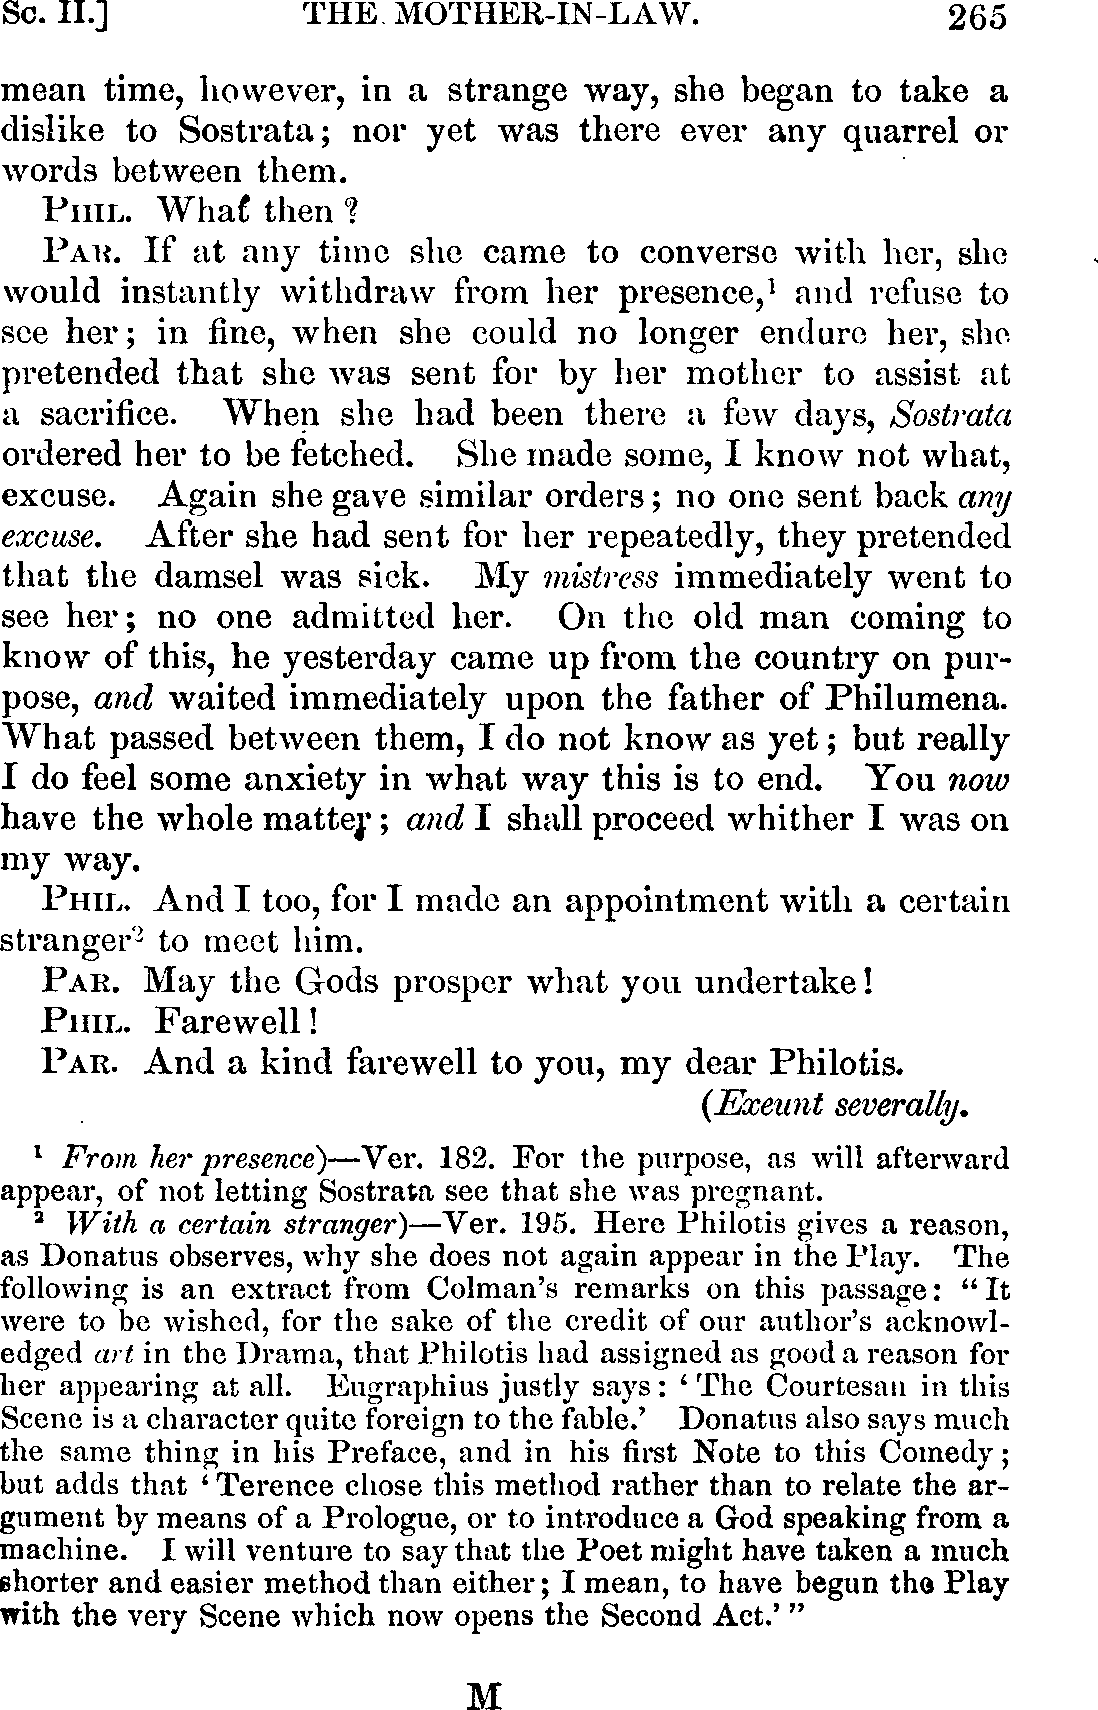 Sc. II.] THE MOTHER-IN-LAW. 265
mean time, however, in a strange way, she began to take a
dislike to Sostrata; nor yet was there ever any quarrel or
words between them.
PHIL. What then?
PAR. If at any time she came to converse with her, she
would instantly withdraw from her presence,¹ and refuse to
see her; in fine, when she could no longer endure her, she
pretended that she was sent for by her mother to assist at
a sacrifice. When she had been there a few days, Sostrata
ordered her to be fetched. She made some, I know not what,
excuse. Again she gave similar orders; no one sent back any
excuse. After she had sent for her repeatedly, they pretended
that the damsel was sick. My mistress immediately went to
see her; no one admitted her. On the old man coming to
know of this, he yesterday came up from the country on pur-
pose, and waited immediately upon the father of Philumena.
What passed between them, I do not know as yet; but really
I do feel some anxiety in what way this is to end. You now
have the whole matter; and I shall proceed whither I was on
my way.
PHIL. And I too, for I made an appointment with a certain
stranger² to meet him.
PAR. May the Gods prosper what you undertake!
PHIL. Farewell!
PAR. And a kind farewell to you, my dear Philotis.
(Exeunt severally.
¹ From her presence)—Ver. 182. For the purpose, as will afterward
appear, of not letting Sostrata see that she was pregnant.
² With a certain stranger)—Ver. 195. Here Philotis gives a reason,
as Donatus observes, why she does not again appear in the Play. The
following is an extract from Colman's remarks on this passage: "It
were to be wished, for the sake of the credit of our author's acknowl-
edged art in the Drama, that Philotis had assigned as good a reason for
her appearing at all. Eugraphius justly says: 'The Courtesan in this
Scene is a character quite foreign to the fable.' Donatus also says much
the same thing in his Preface, and in his first Note to this Comedy;
but adds that 'Terence chose this method rather than to relate the ar-
gument by means of a Prologue, or to introduce a God speaking from a
machine. I will venture to say that the Poet might have taken a much
shorter and easier method than either; I mean, to have begun the Play
with the very Scene which now opens the Second Act.'"
M